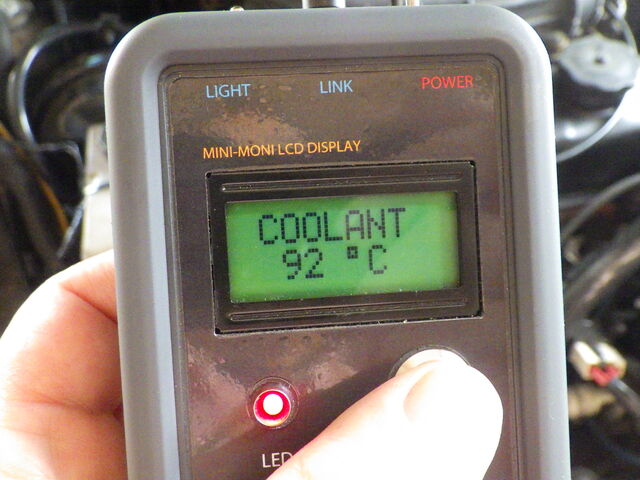 LIGHT LINK POWER
MINI-MONI LCD DISPLAY
COOLANT
92 °C
LED